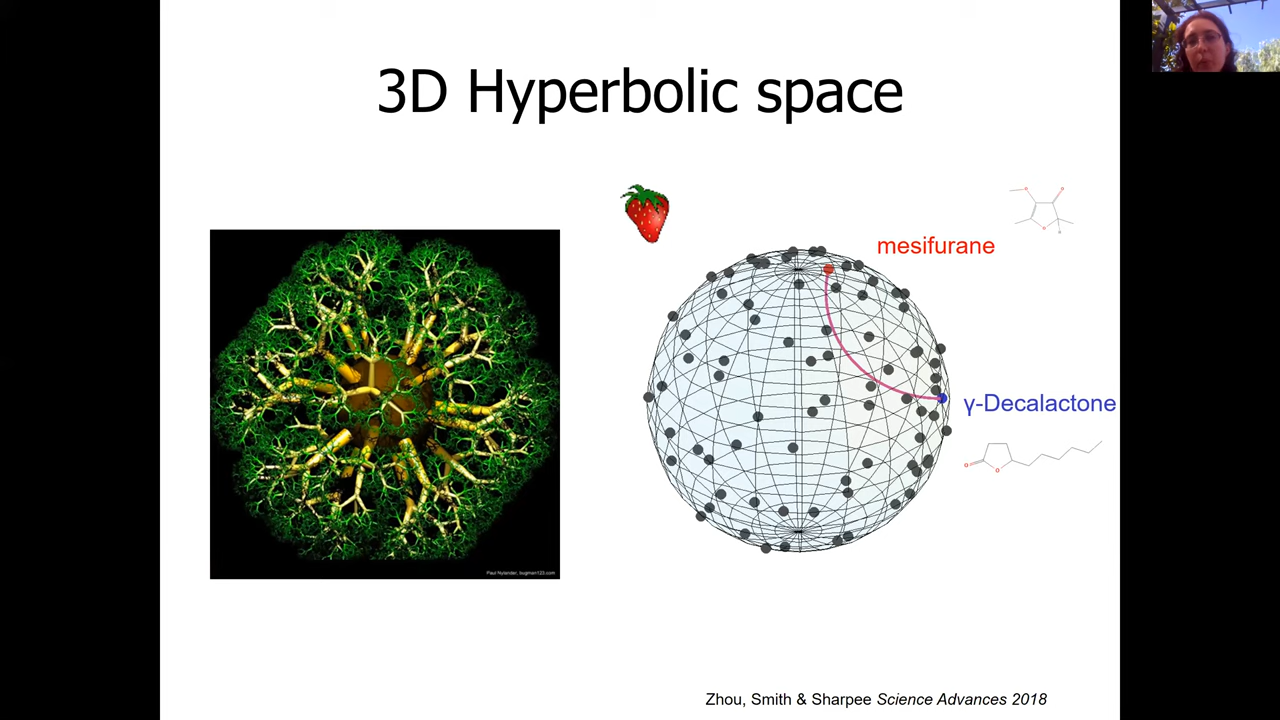 3D Hyperbolic space
mesifurane
γ-Decalactone
Paul Nylander, bugman123.com
Zhou, Smith & Sharpee Science Advances 2018